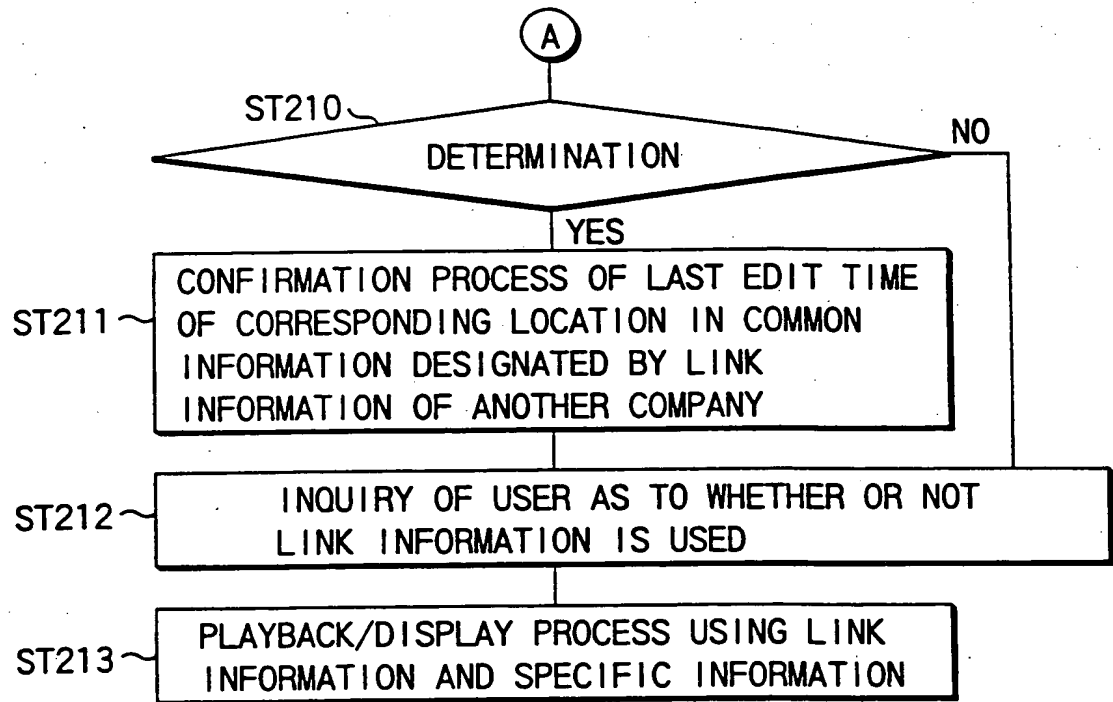 A
ST210
DETERMINATION
NO
YES
ST211
CONFIRMATION PROCESS OF LAST EDIT TIME
OF CORRESPONDING LOCATION IN COMMON
INFORMATION DESIGNATED BY LINK
INFORMATION OF ANOTHER COMPANY
ST212
INQUIRY OF USER AS TO WHETHER OR NOT
LINK INFORMATION IS USED
ST213
PLAYBACK/DISPLAY PROCESS USING LINK
INFORMATION AND SPECIFIC INFORMATION